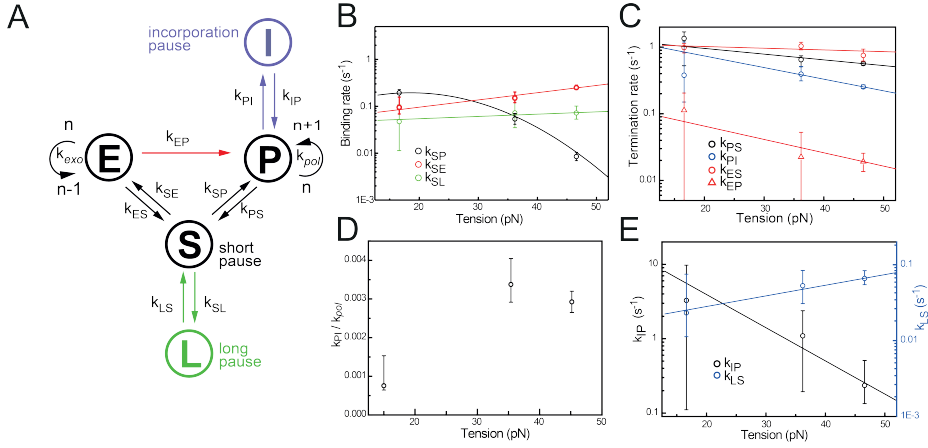 A
I
incorporation
pause
kPI
kIP
n
n+1
kEP
E
P
kexo
kpol
n-1
n
kSE
kSP
kES
kPS
S
short
pause
kLS
kSL
L
long
pause
B
Binding rate (s-1)
1
0.1
0.01
1E-3
20
30
40
50
Tension (pN)
kSP
kSE
kSL
C
Termination rate (s-1)
1
0.1
0.01
20
30
40
50
Tension (pN)
kPS
kPI
kES
kEP
D
kPI / kpol
0.004
0.003
0.002
0.001
0.000
20
30
40
50
Tension (pN)
E
kIP (s-1)
10
1
0.1
20
30
40
50
Tension (pN)
kLS (s-1)
0.1
0.01
1E-3
kIP
kLS